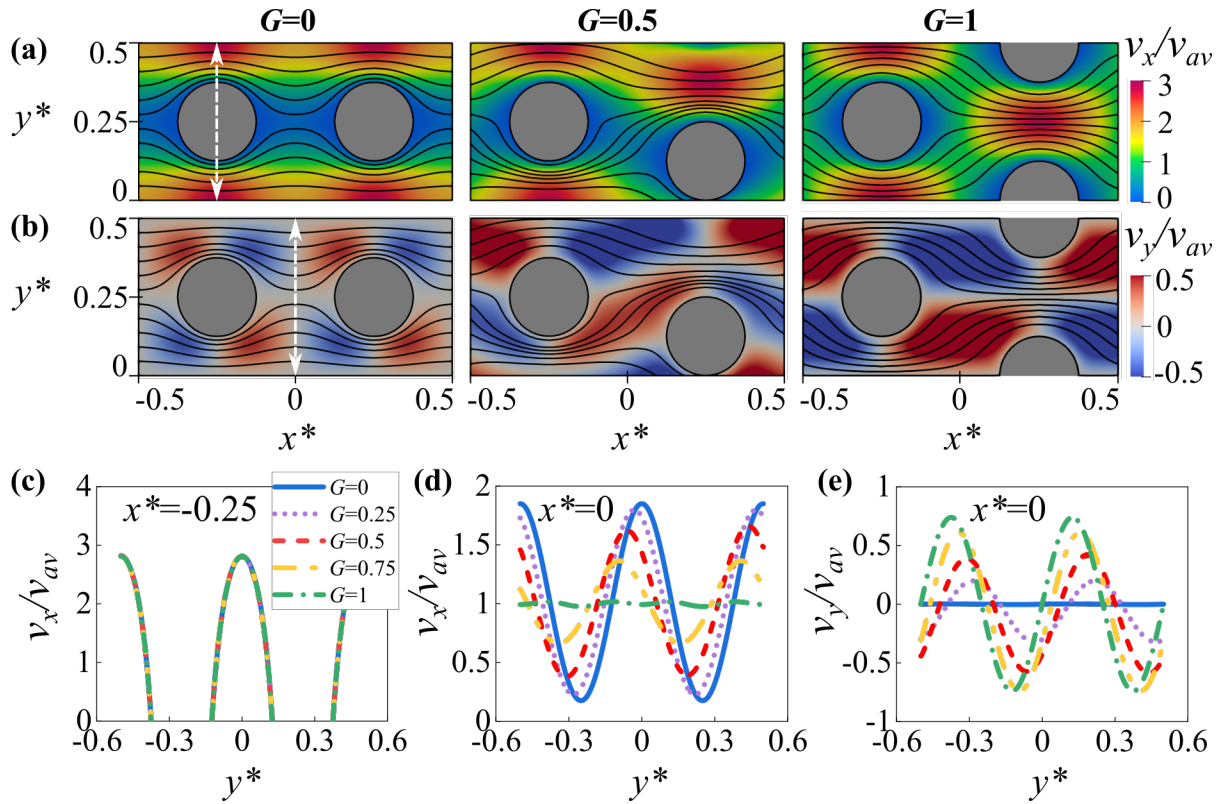 G=0 G=0.5 G=1
(a) 0.5 0.25 0 y* v_x/v_av 3 2 1 0
(b) 0.5 0.25 0 y* v_y/v_av 0.5 0 -0.5
-0.5 0 0.5 -0.5 0 0.5 -0.5 0 0.5
x* x* x*
(c) x*=-0.25
G=0
G=0.25
G=0.5
G=0.75
G=1
v_x/v_av
4
3
2
1
0
-0.6 -0.3 0 0.3 0.6
y*
(d) x*=0
v_x/v_av
2
1.5
1
0.5
0
-0.6 -0.3 0 0.3 0.6
y*
(e) x*=0
v_y/v_av
1
0.5
0
-0.5
-1
-0.6 -0.3 0 0.3 0.6
y*